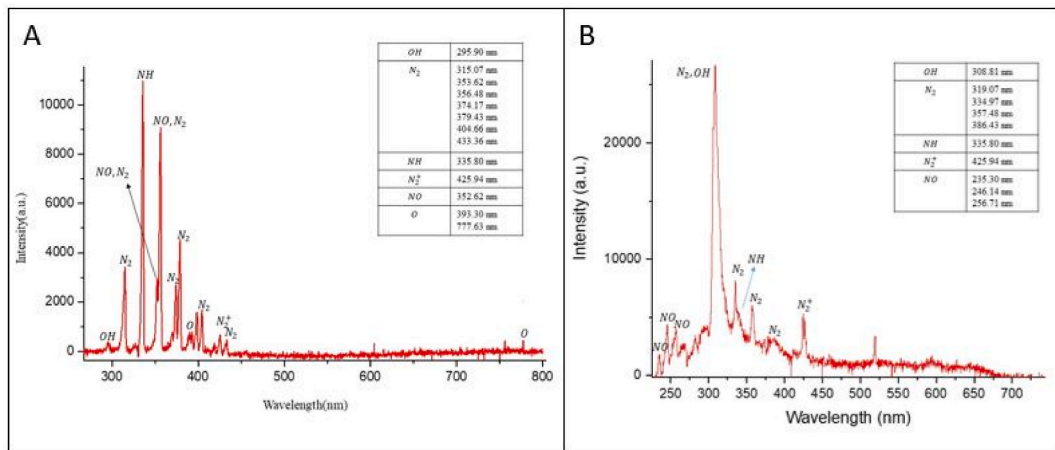 A
OH 295.90 nm
N₂ 315.07 nm
353.62 nm
356.48 nm
374.17 nm
379.43 nm
404.66 nm
433.36 nm
NH 335.80 nm
N₂⁺ 425.94 nm
NO 352.62 nm
O 393.30 nm
777.63 nm
NH
NO, N₂
NO, N₂
N₂
N₂
N₂
OH
O
N₂
N₂⁺
N₂
O
Intensity(a.u.)
10000
8000
6000
4000
2000
0
300 400 500 600 700 800
Wavelength(nm)
B
OH 308.81 nm
N₂ 319.07 nm
334.97 nm
357.48 nm
386.43 nm
NH 335.80 nm
N₂⁺ 425.94 nm
NO 235.30 nm
246.14 nm
256.71 nm
N₂, OH
N₂
NH
N₂
N₂⁺
N₂
NO
NO
NO
Intensity (a.u.)
20000
10000
0
250 300 350 400 450 500 550 600 650 700
Wavelength (nm)